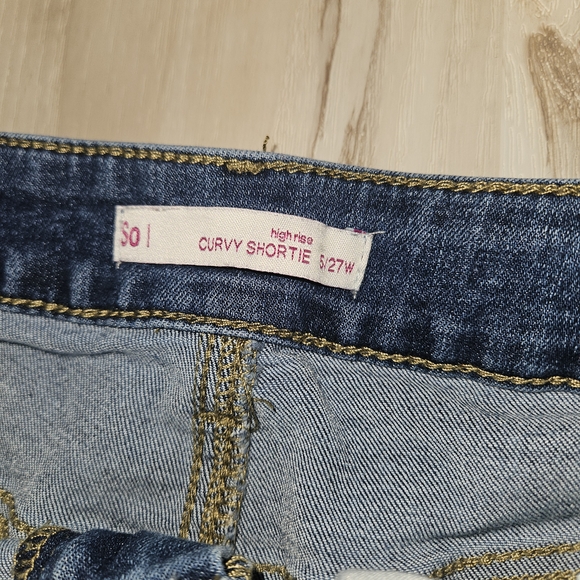 So
high rise
CURVY SHORTIE 5/27W